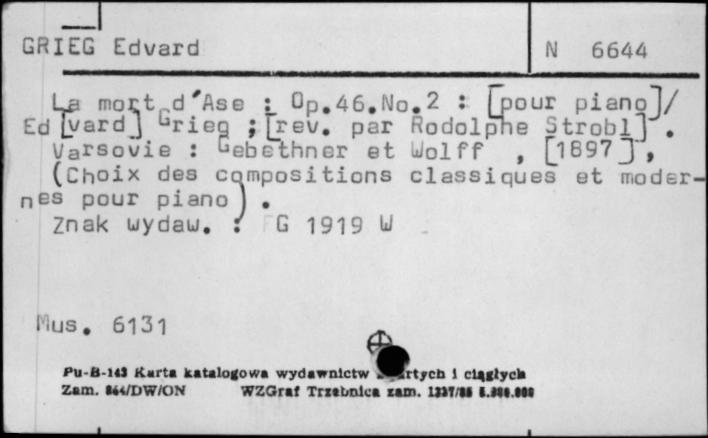 GRIEG Edvard N 6644
La mort d'Ase : Op.46.No.2 : [pour piano]/
Ed[vard] Grieg ; [rev. par Rodolphe Strobl] .
Varsovie : Gebethner et Wolff , [1897] ,
(Choix des compositions classiques et moder-
nes pour piano) .
Znak wydaw. : G 1919 W
Mus. 6131
Pu-B-143 Karta katalogowa wydawnictw i ciągłych
Zam. 844/DW/ON WZGraf Trzebnica zam.